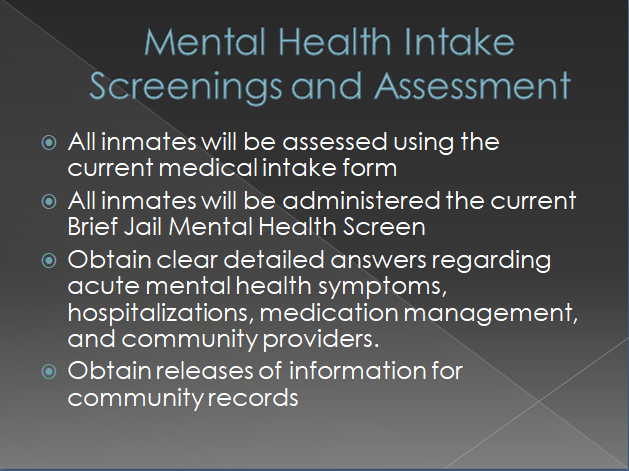 Mental Health Intake
Screenings and Assessment
All inmates will be assessed using the
current medical intake form
All inmates will be administered the current
Brief Jail Mental Health Screen
Obtain clear detailed answers regarding
acute mental health symptoms,
hospitalizations, medication management,
and community providers.
Obtain releases of information for
community records